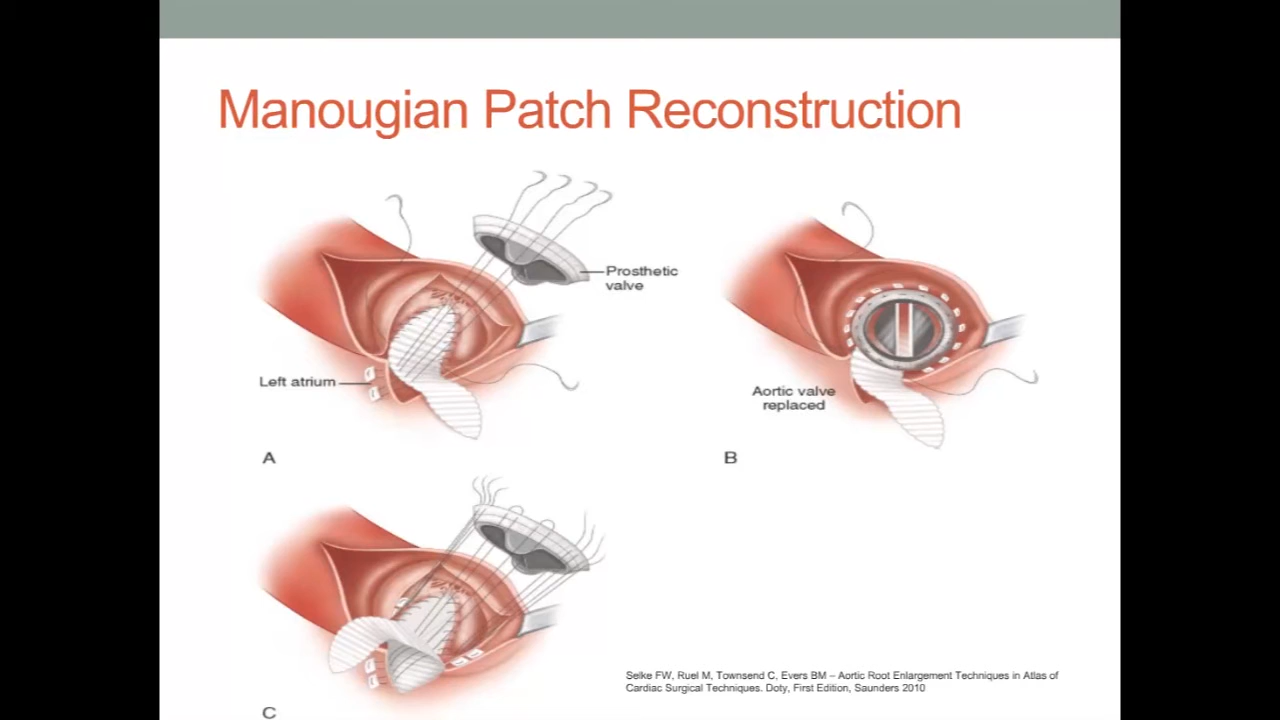 Manougian Patch Reconstruction
Prosthetic
valve
Left atrium
A
Aortic valve
replaced
B
C
Selke FW, Ruel M, Townsend C, Evers BM – Aortic Root Enlargement Techniques in Atlas of
Cardiac Surgical Techniques. Doty, First Edition, Saunders 2010